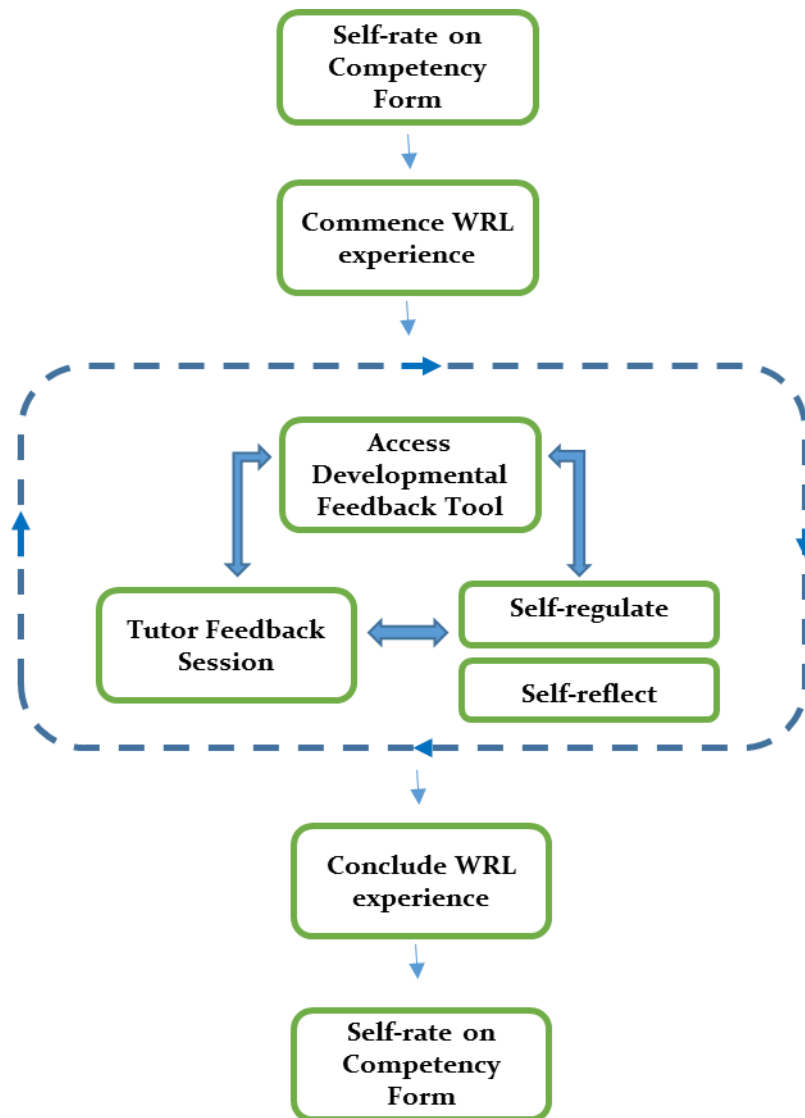 Self-rate on
Competency
Form
Commence WRL
experience
Access
Developmental
Feedback Tool
Tutor Feedback
Session
Self-regulate
Self-reflect
Conclude WRL
experience
Self-rate on
Competency
Form